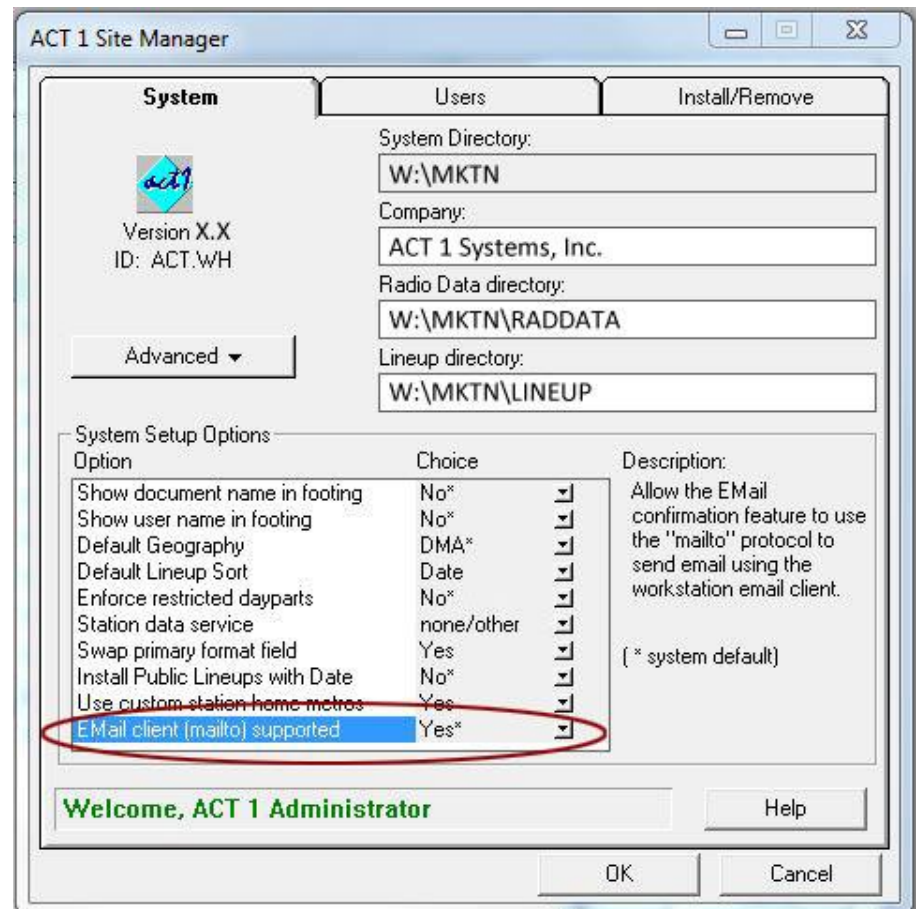 ACT 1 Site Manager
System
Users
Install/Remove
act1
Version X.X
ID: ACT.WH
Advanced
System Directory:
W:\MKTN
Company:
ACT 1 Systems, Inc.
Radio Data directory:
W:\MKTN\RADDATA
Lineup directory:
W:\MKTN\LINEUP
System Setup Options
Option Choice
Show document name in footing No*
Show user name in footing No*
Default Geography DMA*
Default Lineup Sort Date
Enforce restricted dayparts No*
Station data service none/other
Swap primary format field Yes
Install Public Lineups with Date No*
Use custom station home metros Yes
EMail client (mailto) supported Yes*
Description:
Allow the EMail
confirmation feature to use
the "mailto" protocol to
send email using the
workstation email client.
( * system default)
Welcome, ACT 1 Administrator
Help
OK
Cancel